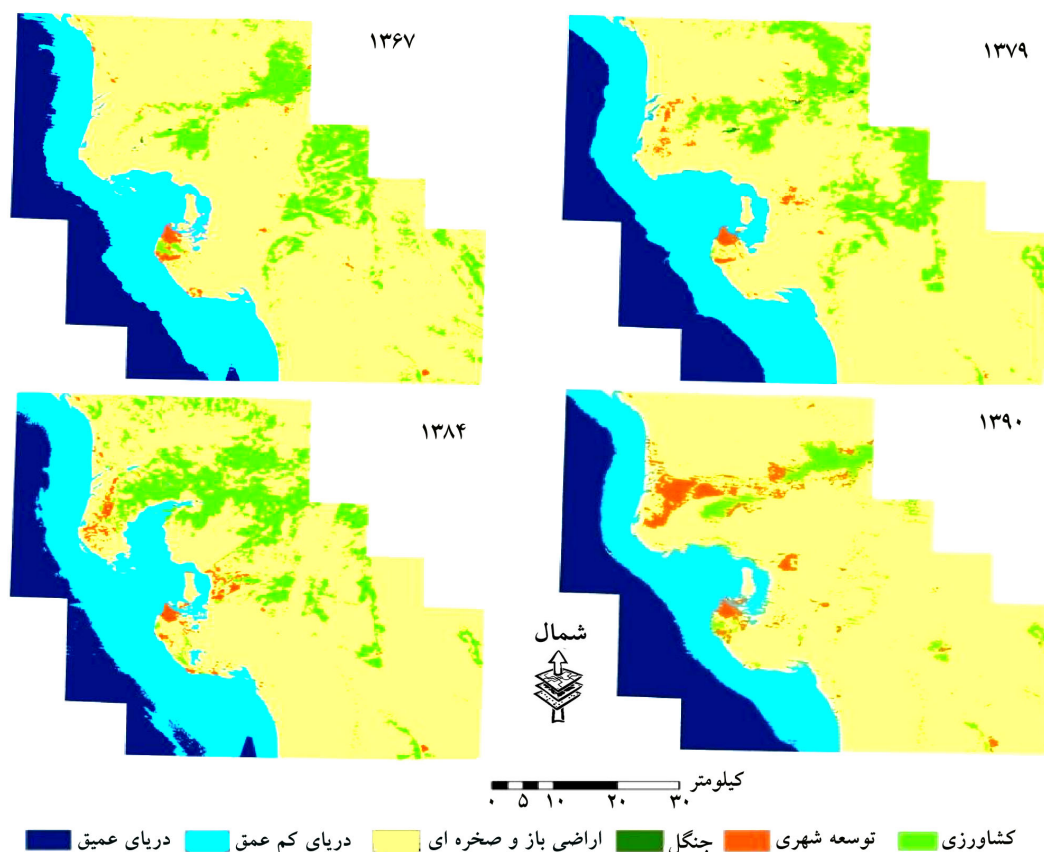 ۱۳۶۷
۱۳۷۹
۱۳۸۴
۱۳۹۰
شمال
کیلومتر
۰ ۵ ۱۰ ۲۰ ۳۰
کشاورزی
توسعه شهری
جنگل
اراضی باز و صخره ای
دریای کم عمق
دریای عمیق